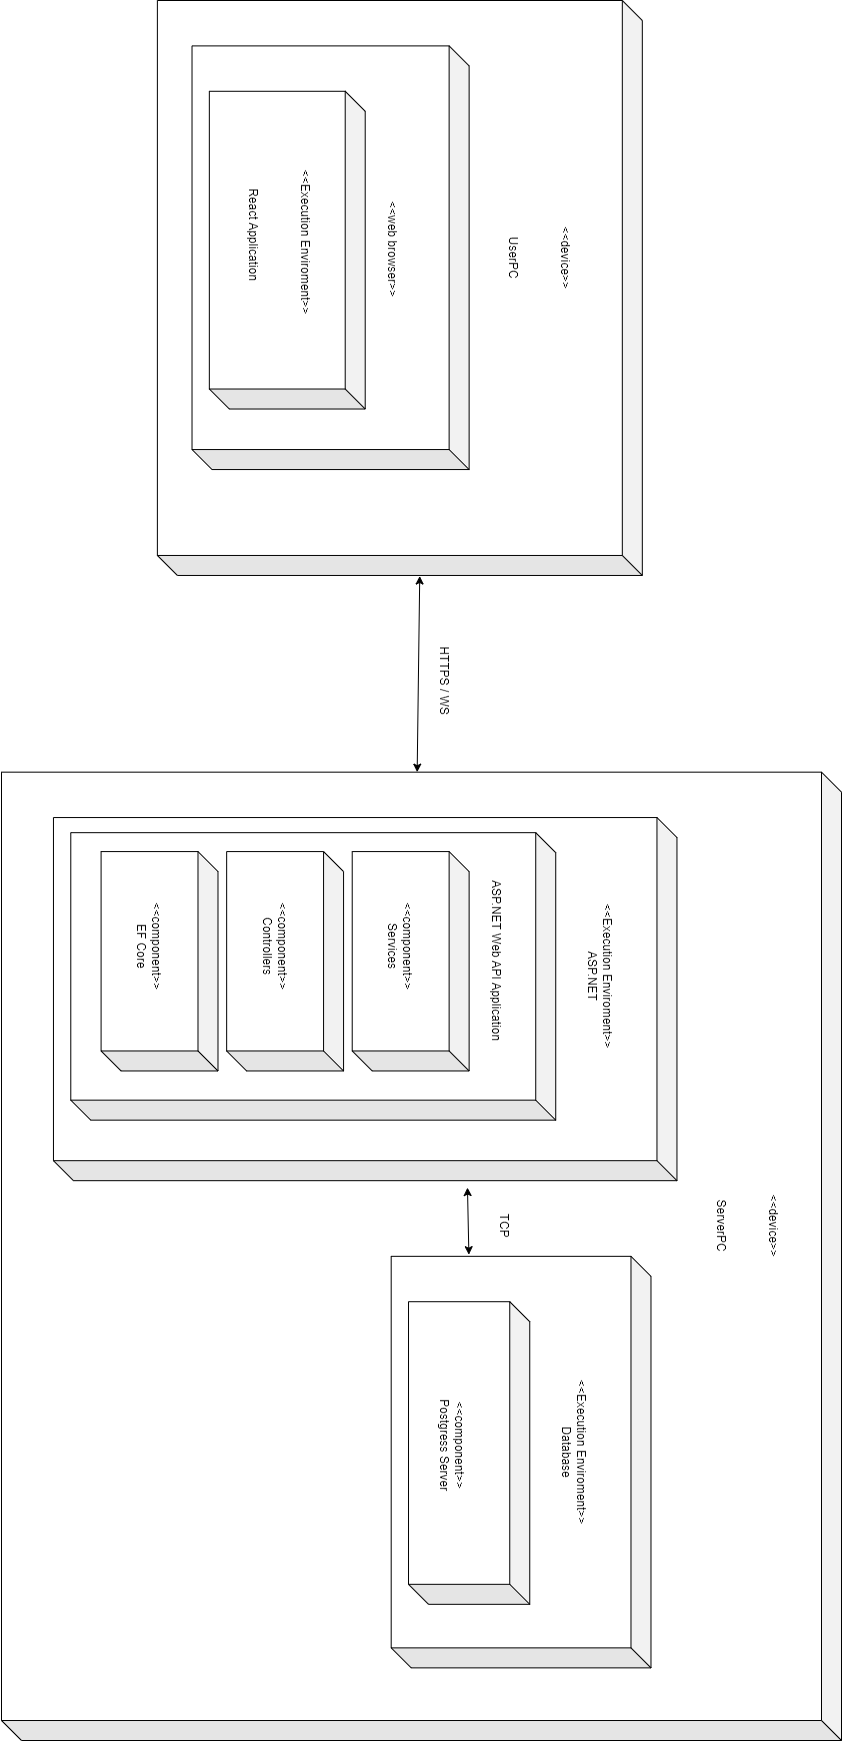 <<device>>
UserPC
<<web browser>>
<<Execution Enviroment>>
React Application
HTTPS / WS
<<device>>
ServerPC
<<Execution Enviroment>>
ASP.NET
ASP.NET Web API Application
<<component>>
Services
<<component>>
Controllers
<<component>>
EF Core
TCP
<<Execution Enviroment>>
Database
<<component>>
Postgress Server